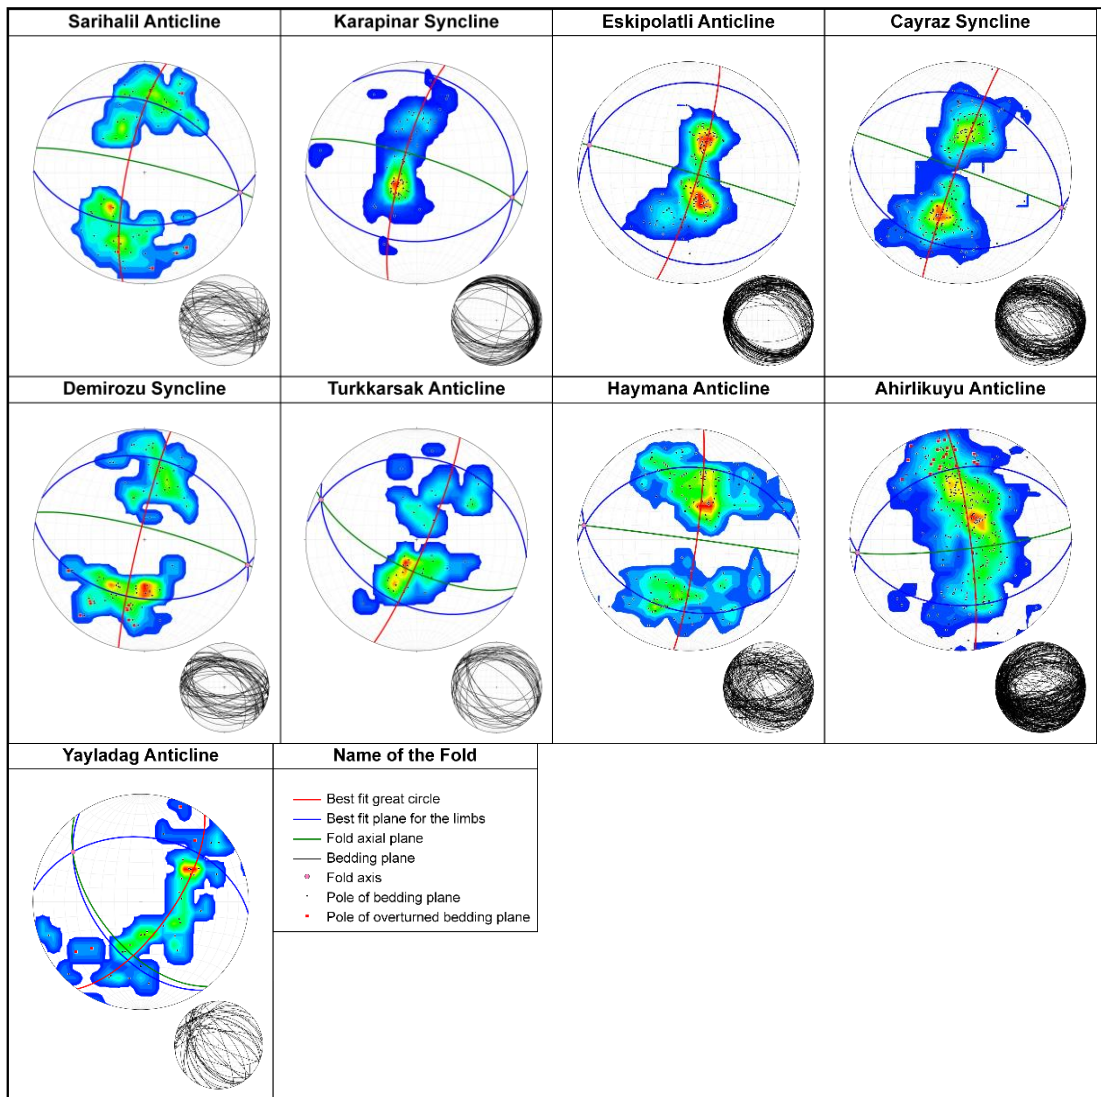 Sarihalil Anticline
Karapinar Syncline
Eskipolatli Anticline
Cayraz Syncline
Demirozu Syncline
Turkkarsak Anticline
Haymana Anticline
Ahirlikuyu Anticline
Yayladag Anticline
Name of the Fold
Best fit great circle
Best fit plane for the limbs
Fold axial plane
Bedding plane
Fold axis
Pole of bedding plane
Pole of overturned bedding plane